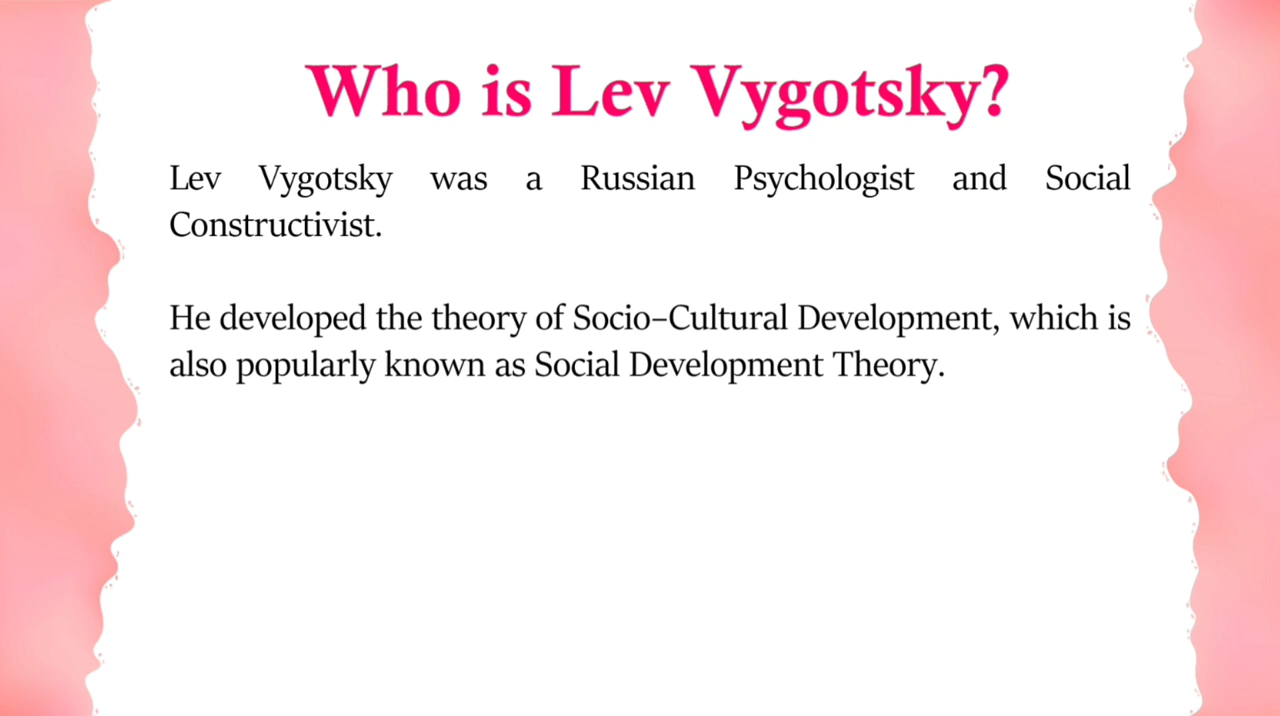 Who is Lev Vygotsky?
Lev Vygotsky was a Russian Psychologist and Social
Constructivist.
He developed the theory of Socio–Cultural Development, which is
also popularly known as Social Development Theory.